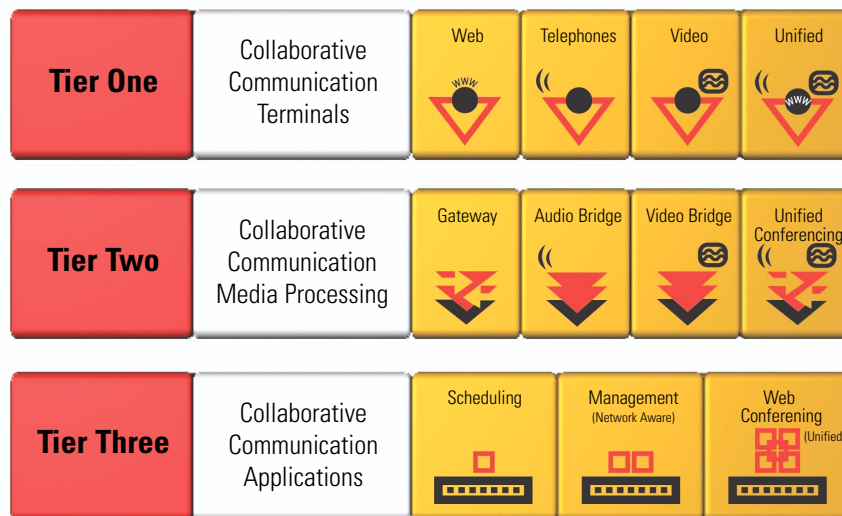 Tier One
Collaborative
Communication
Terminals
Web
WWW
Telephones
Video
Unified
WWW
Tier Two
Collaborative
Communication
Media Processing
Gateway
Audio Bridge
Video Bridge
Unified
Conferencing
Tier Three
Collaborative
Communication
Applications
Scheduling
Management
(Network Aware)
Web
Conferening
(Unified